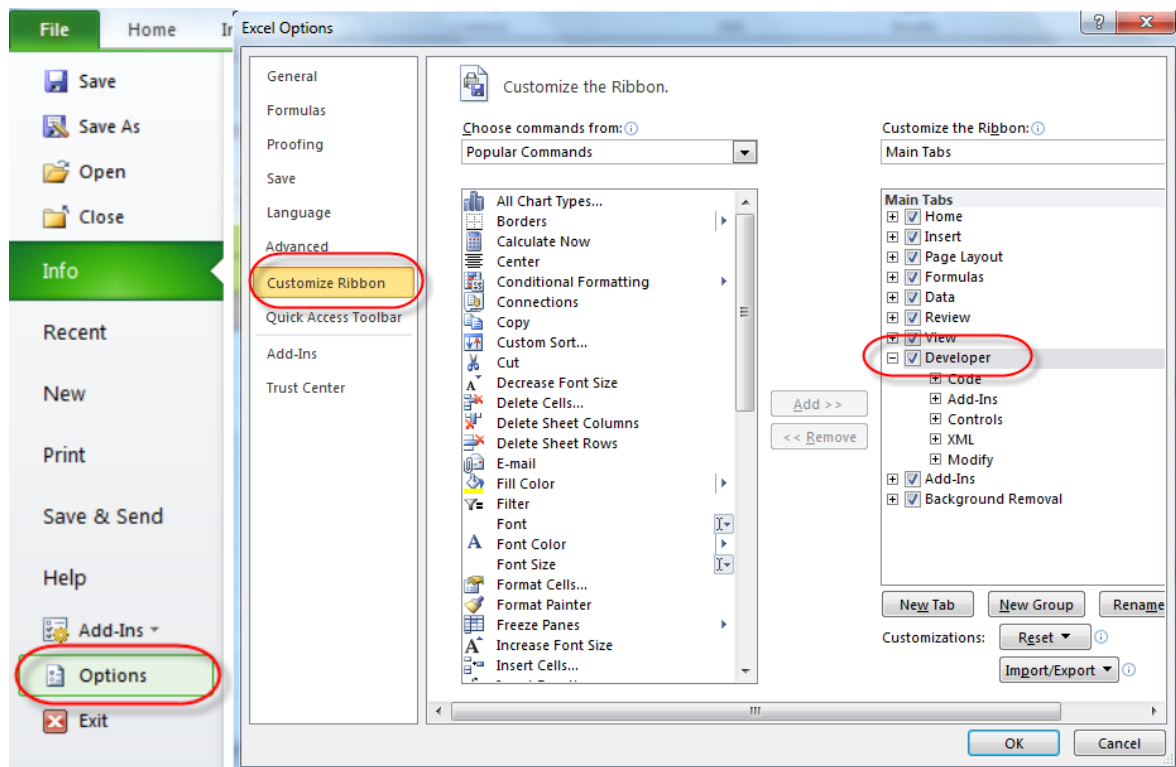 File
Home
Save
Save As
Open
Close
Info
Recent
New
Print
Save & Send
Help
Add-Ins
Options
Exit
Excel Options
General
Formulas
Proofing
Save
Language
Advanced
Customize Ribbon
Quick Access Toolbar
Add-Ins
Trust Center
Customize the Ribbon.
Choose commands from:
Popular Commands
All Chart Types...
Borders
Calculate Now
Center
Conditional Formatting
Connections
Copy
Custom Sort...
Cut
Decrease Font Size
Delete Cells...
Delete Sheet Columns
Delete Sheet Rows
E-mail
Fill Color
Filter
Font
Font Color
Font Size
Format Cells...
Format Painter
Freeze Panes
Increase Font Size
Insert Cells...
Add >>
<< Remove
Customize the Ribbon:
Main Tabs
Main Tabs
Home
Insert
Page Layout
Formulas
Data
Review
View
Developer
Code
Add-Ins
Controls
XML
Modify
Add-Ins
Background Removal
New Tab
New Group
Rename
Customizations:
Reset
Import/Export
OK
Cancel